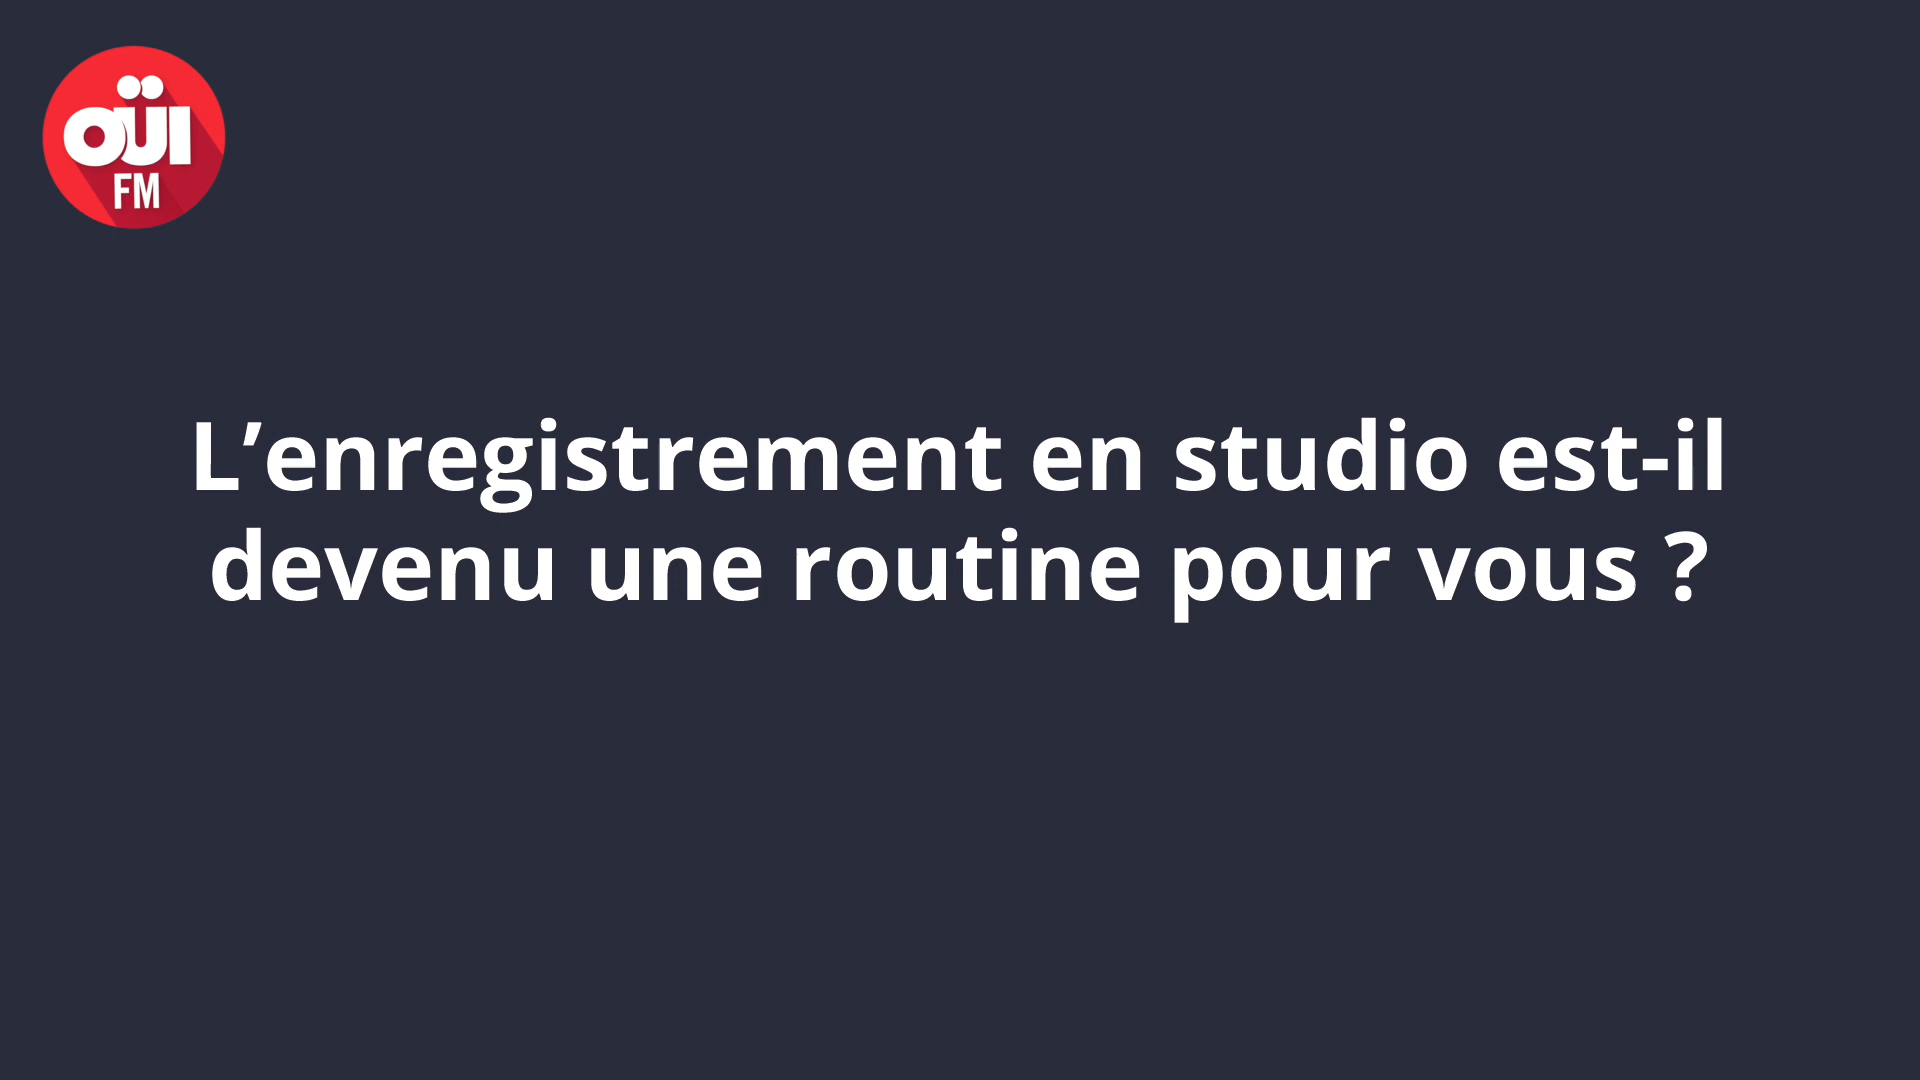 OÜI
FM
L’enregistrement en studio est-il
devenu une routine pour vous ?